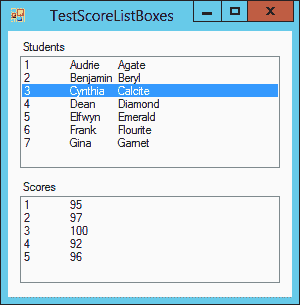 TestScoreListBoxes
Students
1 Audrie Agate
2 Benjamin Beryl
3 Cynthia Calcite
4 Dean Diamond
5 Elfwyn Emerald
6 Frank Flourite
7 Gina Garnet
Scores
1 95
2 97
3 100
4 92
5 96